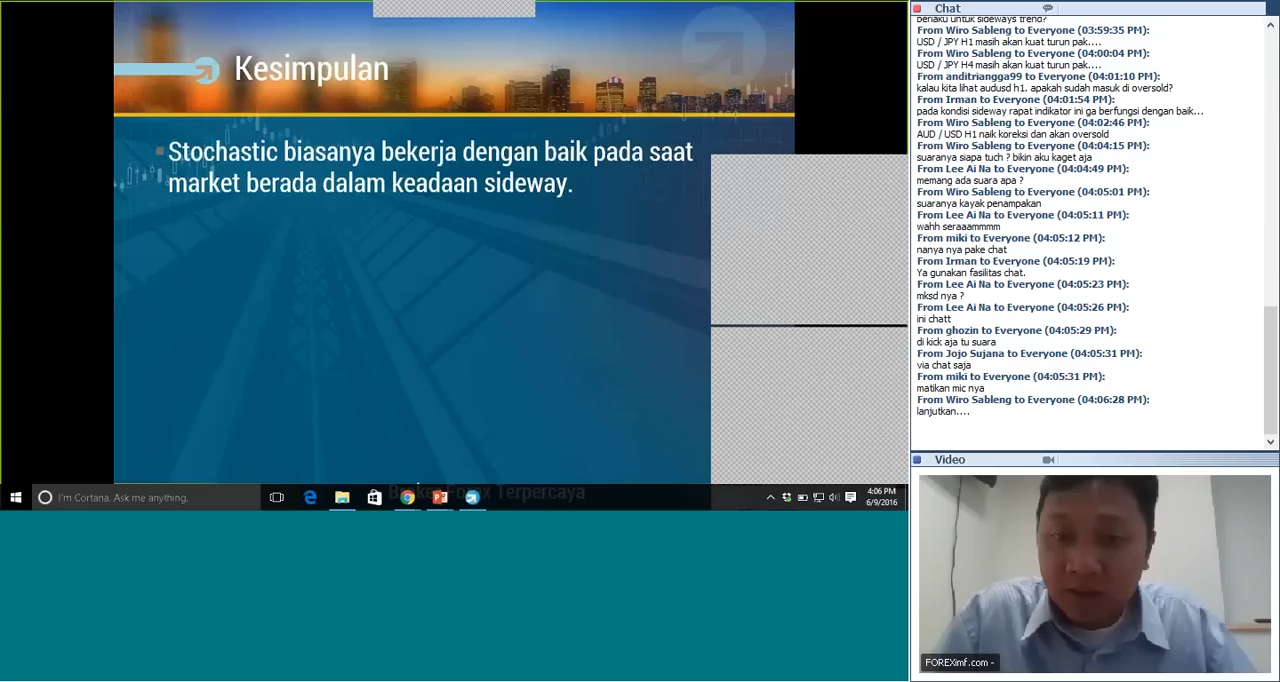 Kesimpulan
Stochastic biasanya bekerja dengan baik pada saat
market berada dalam keadaan sideway.
Broker Forex Terpercaya
I'm Cortana. Ask me anything.
4:06 PM
6/9/2016
Chat
berlaku untuk sideways trend?
From Wiro Sableng to Everyone (03:59:35 PM):
USD / JPY H1 masih akan kuat turun pak....
From Wiro Sableng to Everyone (04:00:04 PM):
USD / JPY H4 masih akan kuat turun pak....
From anditriangga99 to Everyone (04:01:10 PM):
kalau kita lihat audusd h1. apakah sudah masuk di oversold?
From Irman to Everyone (04:01:54 PM):
pada kondisi sideway rapat indikator ini ga berfungsi dengan baik...
From Wiro Sableng to Everyone (04:02:46 PM):
AUD / USD H1 naik koreksi dan akan oversold
From Wiro Sableng to Everyone (04:04:15 PM):
suaranya siapa tuch ? bikin aku kaget aja
From Lee Ai Na to Everyone (04:04:49 PM):
memang ada suara apa ?
From Wiro Sableng to Everyone (04:05:01 PM):
suaranya kayak penampakan
From Lee Ai Na to Everyone (04:05:11 PM):
wahh seraaammmm
From miki to Everyone (04:05:12 PM):
nanya nya pake chat
From Irman to Everyone (04:05:19 PM):
Ya gunakan fasilitas chat.
From Lee Ai Na to Everyone (04:05:23 PM):
mksd nya ?
From Lee Ai Na to Everyone (04:05:26 PM):
ini chatt
From ghozin to Everyone (04:05:29 PM):
di kick aja tu suara
From Jojo Sujana to Everyone (04:05:31 PM):
via chat saja
From miki to Everyone (04:05:31 PM):
matikan mic nya
From Wiro Sableng to Everyone (04:06:28 PM):
lanjutkan....
Video
FOREXimf.com -